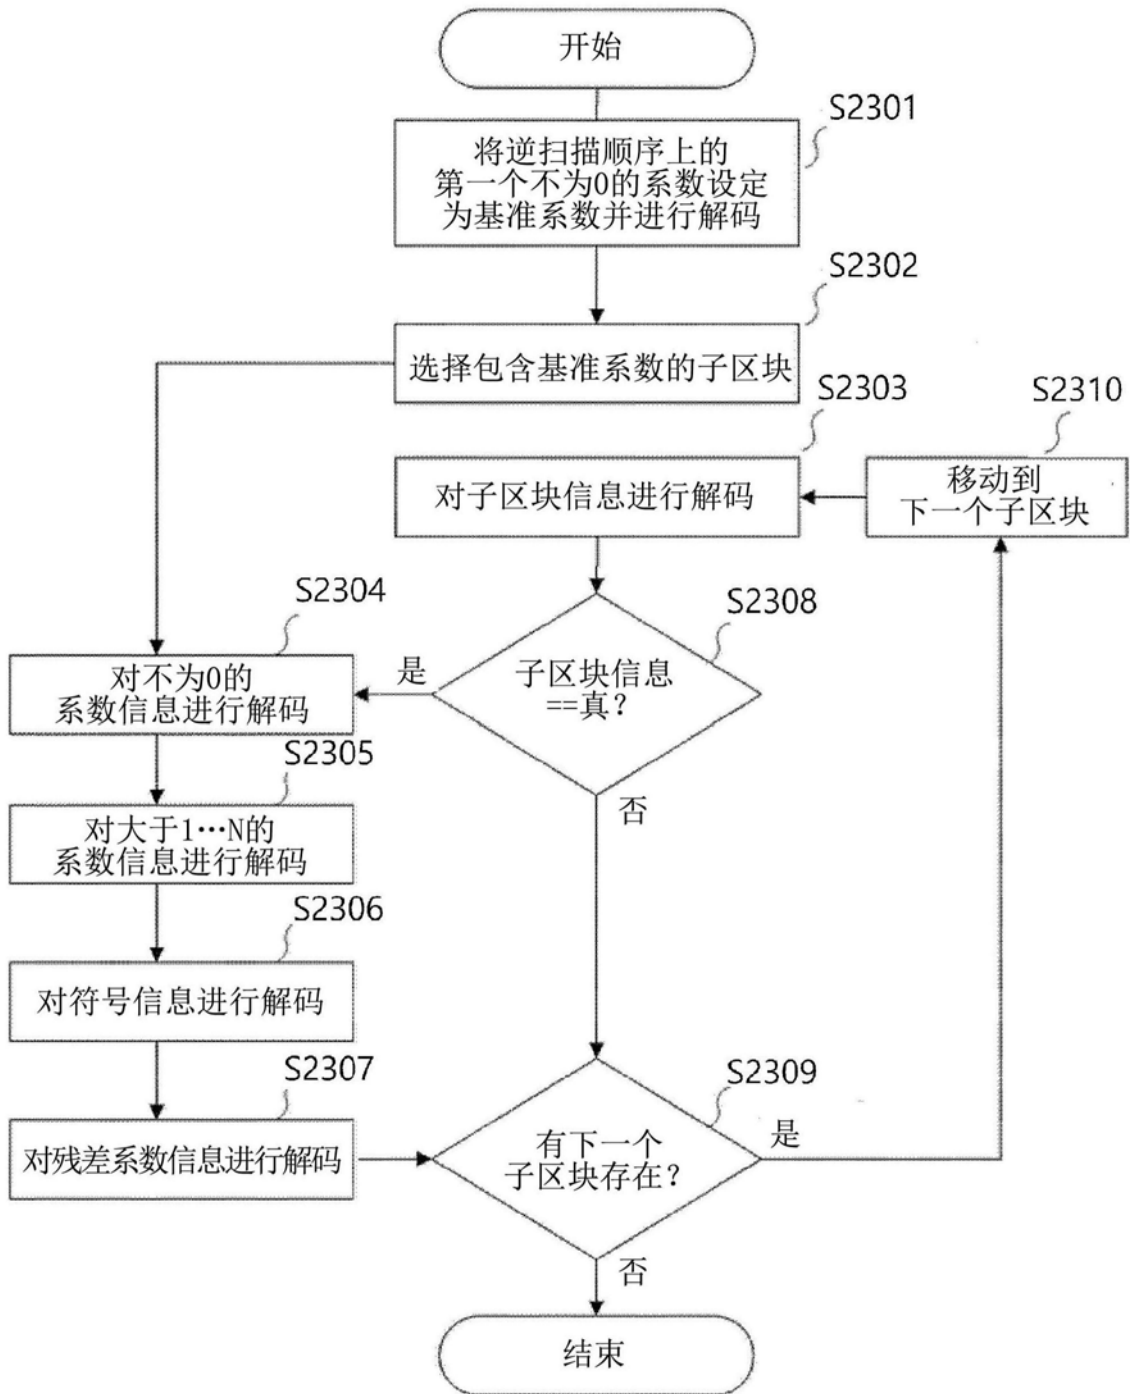 开始
S2301
将逆扫描顺序上的
第一个不为0的系数设定
为基准系数并进行解码
S2302
选择包含基准系数的子区块
S2303
S2310
对子区块信息进行解码
移动到
下一个子区块
S2304
S2308
对不为0的
系数信息进行解码
是
子区块信息
==真?
S2305
否
对大于1…N的
系数信息进行解码
S2306
对符号信息进行解码
S2307
S2309
对残差系数信息进行解码
有下一个
子区块存在?
是
否
结束